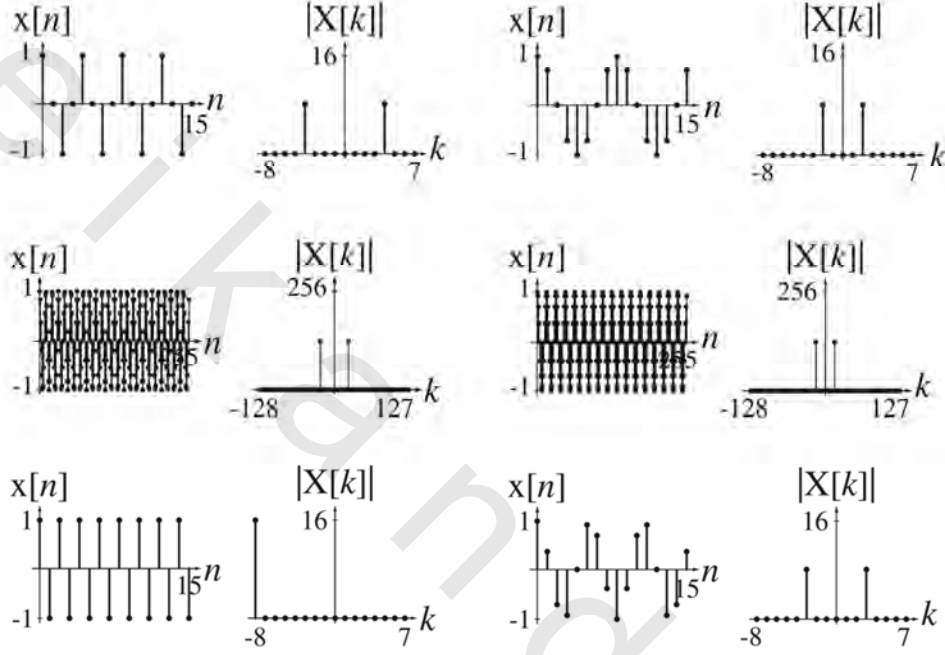 x[n] |X[k]| x[n] |X[k]|
1 16 1 16
n n
15 15
-1 k -1 k
-8 7 -8 7
x[n] |X[k]| x[n] |X[k]|
1 256 1 256
n n
255 255
-1 k -1 k
-128 127 -128 127
x[n] |X[k]| x[n] |X[k]|
1 16 1 16
15 n 15 n
-1 k -1 k
-8 7 -8 7